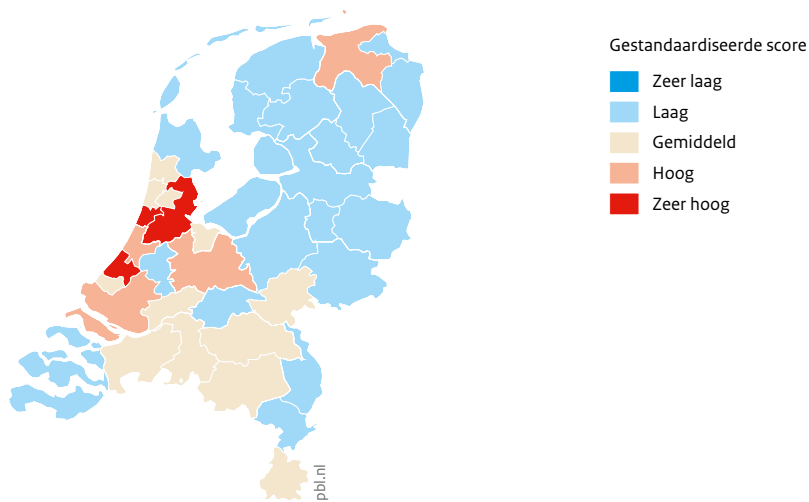 Gestandaardiseerde score
Zeer laag
Laag
Gemiddeld
Hoog
Zeer hoog
pbl.nl